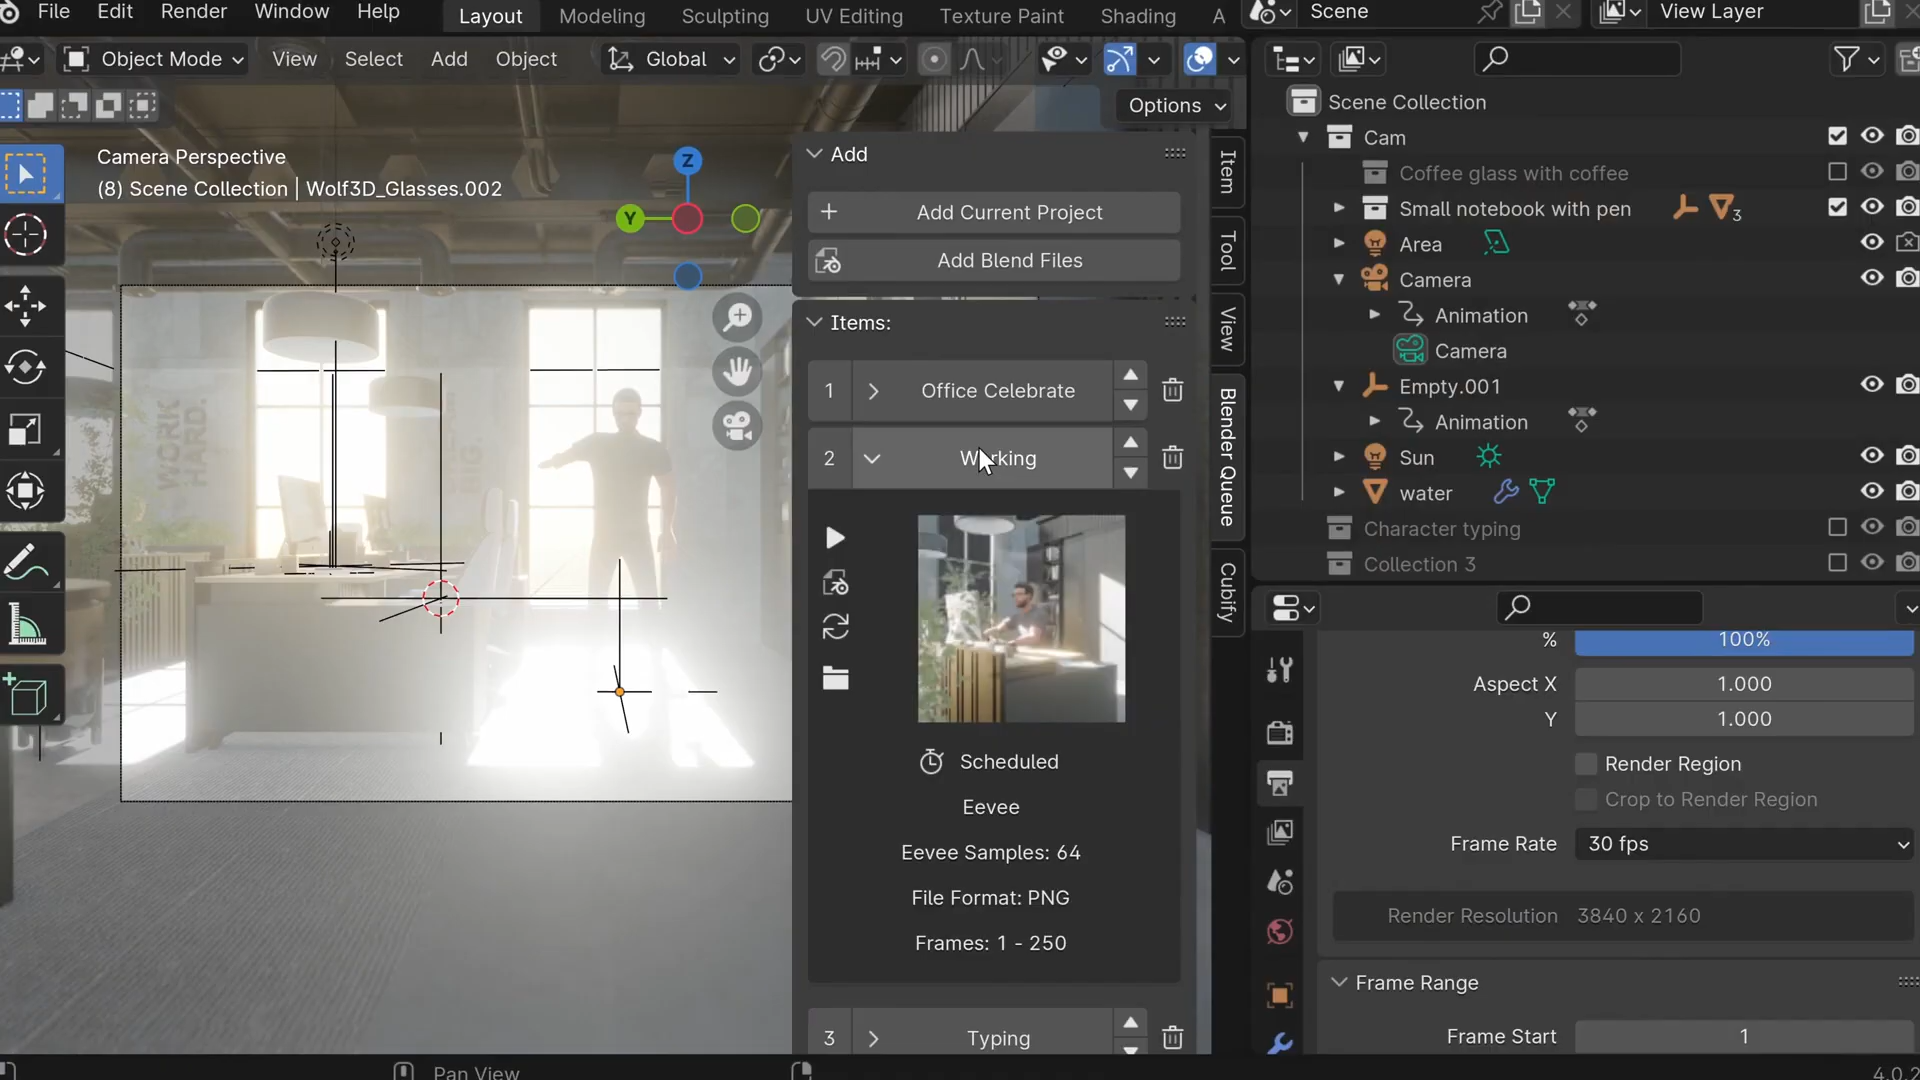 File Edit Render Window Help Layout Modeling Sculpting UV Editing Texture Paint Shading A Scene View Layer
Object Mode View Select Add Object Global
Options
Camera Perspective
(8) Scene Collection | Wolf3D_Glasses.002
Z
Y
WORK
HARD.
BIG.
Add
Add Current Project
Add Blend Files
Items:
1 Office Celebrate
2 Working
Scheduled
Eevee
Eevee Samples: 64
File Format: PNG
Frames: 1 - 250
3 Typing
Item
Tool
View
Blender Queue
Cubify
Scene Collection
Cam
Coffee glass with coffee
Small notebook with pen 3
Area
Camera
Animation
Camera
Empty.001
Animation
Sun
water
Character typing
Collection 3
% 100%
Aspect X 1.000
Y 1.000
Render Region
Crop to Render Region
Frame Rate 30 fps
Render Resolution 3840 x 2160
Frame Range
Frame Start 1
Pan View
4.0.2